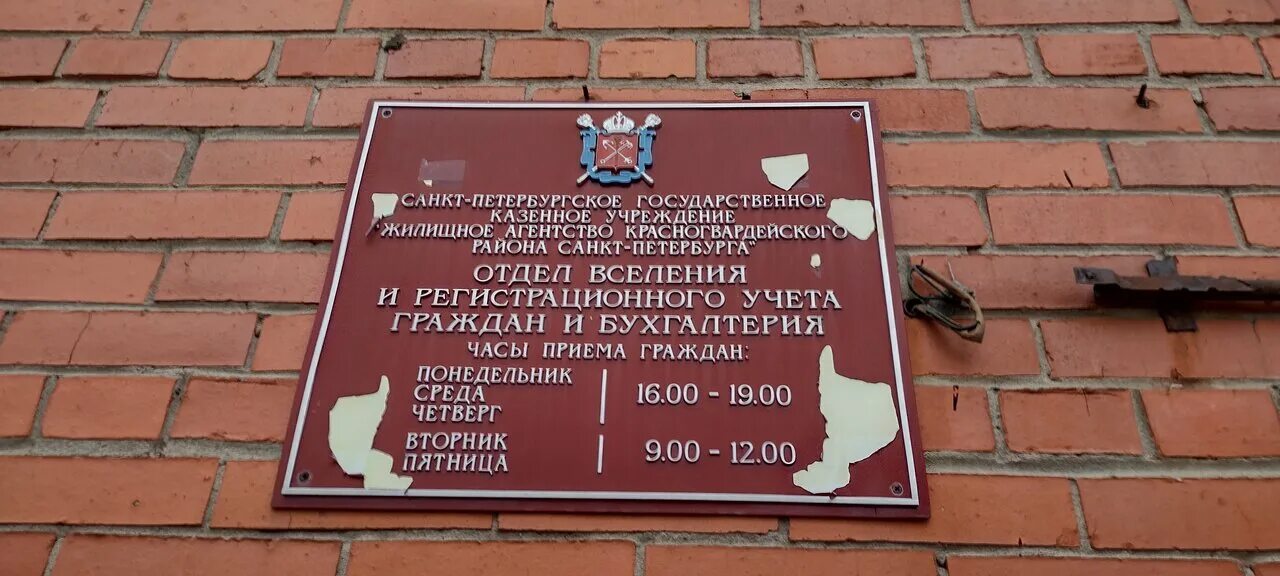 САНКТ-ПЕТЕРБУРГСКОЕ ГОСУДАРСТВЕННОЕ
КАЗЕННОЕ УЧРЕЖДЕНИЕ
"ЖИЛИЩНОЕ АГЕНТСТВО КРАСНОГВАРДЕЙСКОГО
РАЙОНА САНКТ-ПЕТЕРБУРГА"
ОТДЕЛ ВСЕЛЕНИЯ
И РЕГИСТРАЦИОННОГО УЧЕТА
ГРАЖДАН И БУХГАЛТЕРИЯ
ЧАСЫ ПРИЕМА ГРАЖДАН:
ПОНЕДЕЛЬНИК
СРЕДА 16.00 - 19.00
ЧЕТВЕРГ
ВТОРНИК 9.00 - 12.00
ПЯТНИЦА